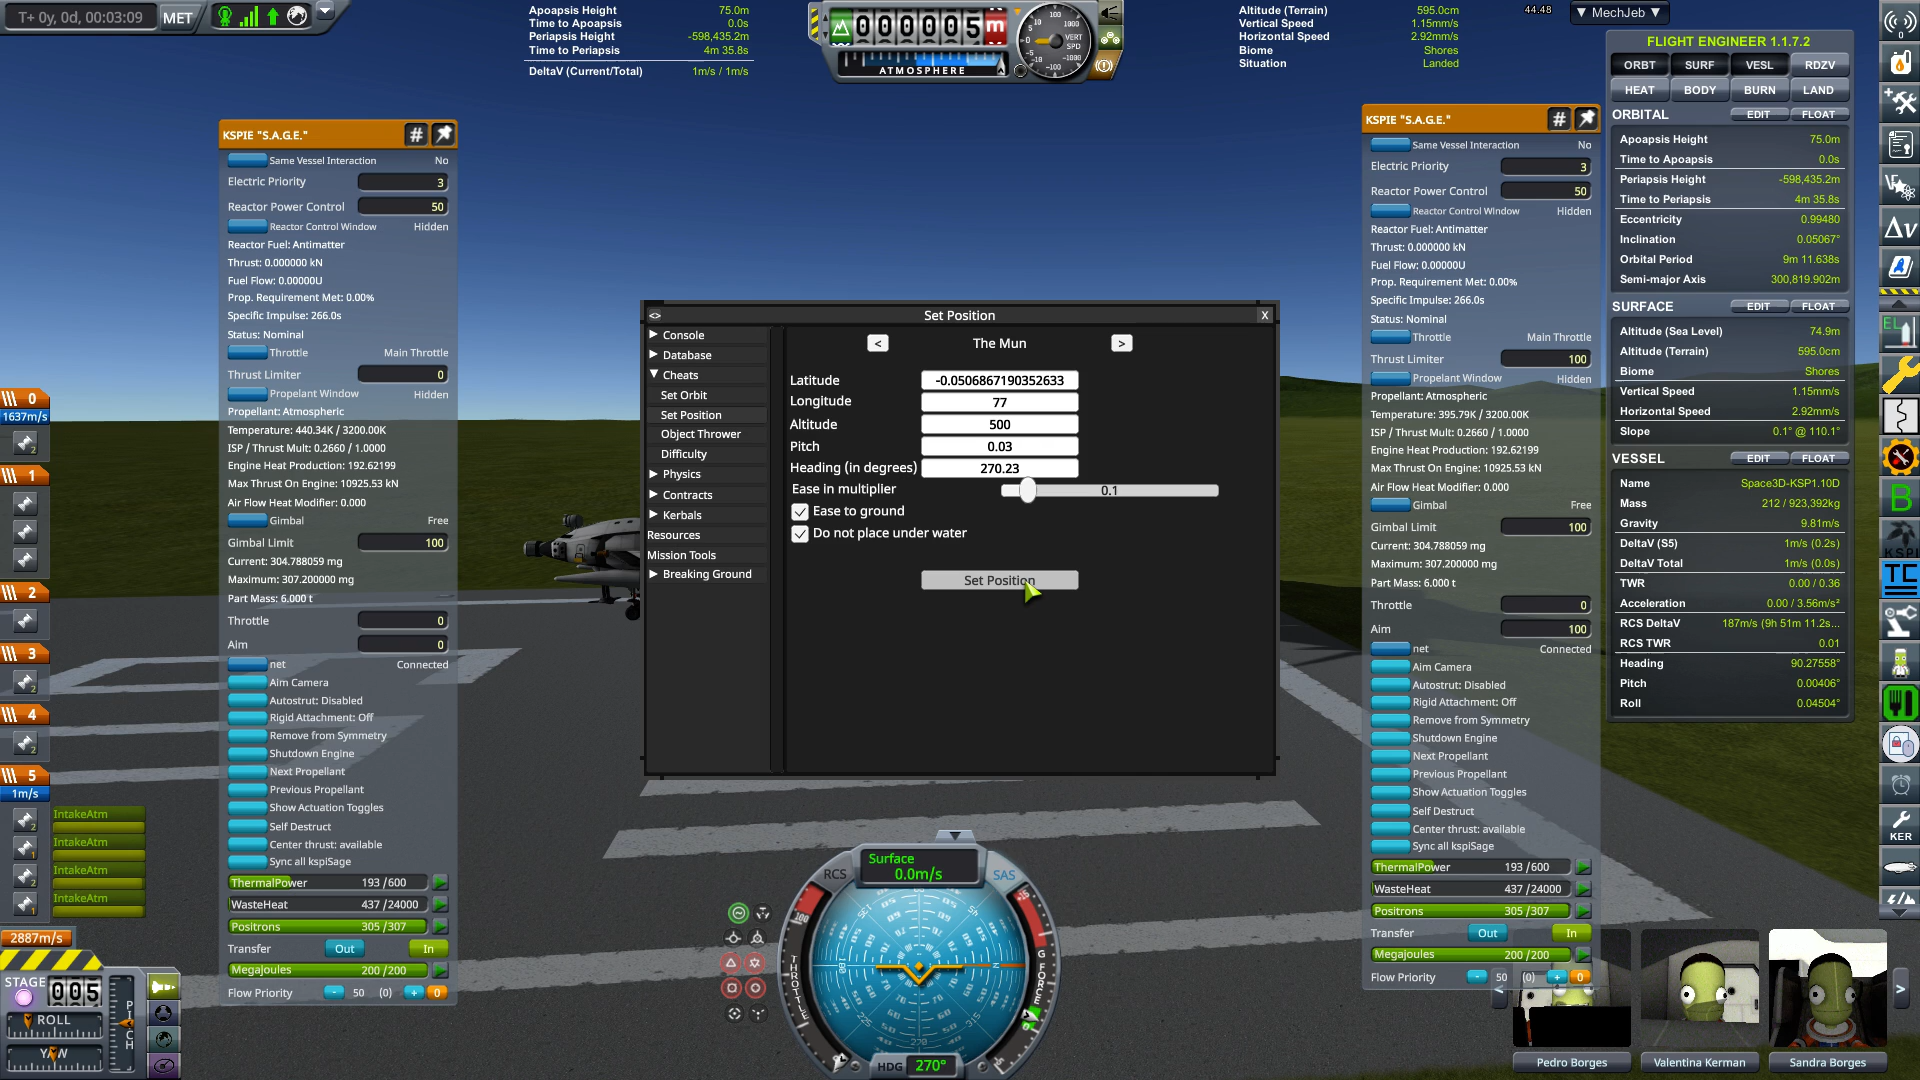 T+ 0y, 0d, 00:03:09 MET
Apoapsis Height 75.0m
Time to Apoapsis 0.0s
Periapsis Height -598,435.2m
Time to Periapsis 4m 35.8s
DeltaV (Current/Total) 1m/s / 1m/s
000005 m
ATMOSPHERE
VERT SPD
Altitude (Terrain) 595.0cm
Vertical Speed 1.15mm/s
Horizontal Speed 2.92mm/s
Biome Shores
Situation Landed
44.48
▼ MechJeb ▼
FLIGHT ENGINEER 1.1.7.2
ORBT SURF VESL RDZV
HEAT BODY BURN LAND
ORBITAL EDIT FLOAT
Apoapsis Height 75.0m
Time to Apoapsis 0.0s
Periapsis Height -598,435.2m
Time to Periapsis 4m 35.8s
Eccentricity 0.99480
Inclination 0.05067°
Orbital Period 9m 11.638s
Semi-major Axis 300,819.902m
SURFACE EDIT FLOAT
Altitude (Sea Level) 74.9m
Altitude (Terrain) 595.0cm
Biome Shores
Vertical Speed 1.15mm/s
Horizontal Speed 2.92mm/s
Slope 0.1° @ 110.1°
VESSEL EDIT FLOAT
Name Space3D-KSP1.10D
Mass 212 / 923,392kg
Gravity 9.81m/s
DeltaV (S5) 1m/s (0.2s)
DeltaV Total 1m/s (0.0s)
TWR 0.00 / 0.36
Acceleration 0.00 / 3.56m/s²
RCS DeltaV 187m/s (9h 51m 11.2s...
RCS TWR 0.01
Heading 90.27558°
Pitch 0.00406°
Roll 0.04504°
KSPIE "S.A.G.E." #
Same Vessel Interaction No
Electric Priority 3
Reactor Power Control 50
Reactor Control Window Hidden
Reactor Fuel: Antimatter
Thrust: 0.000000 kN
Fuel Flow: 0.00000U
Prop. Requirement Met: 0.00%
Specific Impulse: 266.0s
Status: Nominal
Throttle Main Throttle
Thrust Limiter 0
Propelant Window Hidden
Propellant: Atmospheric
Temperature: 440.34K / 3200.00K
ISP / Thrust Mult: 0.2660 / 1.0000
Engine Heat Production: 192.62199
Max Thrust On Engine: 10925.53 kN
Air Flow Heat Modifier: 0.000
Gimbal Free
Gimbal Limit 100
Current: 304.788059 mg
Maximum: 307.200000 mg
Part Mass: 6.000 t
Throttle 0
Aim 0
net Connected
Aim Camera
Autostrut: Disabled
Rigid Attachment: Off
Remove from Symmetry
Shutdown Engine
Next Propellant
Previous Propellant
Show Actuation Toggles
Self Destruct
Center thrust: available
Sync all kspiSage
ThermalPower 193 /600
WasteHeat 437 /24000
Positrons 305 /307
Transfer Out In
Megajoules 200 /200
Flow Priority - 50 (0) + 0
<> Set Position X
Console
Database
Cheats
Set Orbit
Set Position
Object Thrower
Difficulty
Physics
Contracts
Kerbals
Resources
Mission Tools
Breaking Ground
< The Mun >
Latitude -0.0506867190352633
Longitude 77
Altitude 500
Pitch 0.03
Heading (in degrees) 270.23
Ease in multiplier 0.1
Ease to ground
Do not place under water
Set Position
KSPIE "S.A.G.E." #
Same Vessel Interaction No
Electric Priority 3
Reactor Power Control 50
Reactor Control Window Hidden
Reactor Fuel: Antimatter
Thrust: 0.000000 kN
Fuel Flow: 0.00000U
Prop. Requirement Met: 0.00%
Specific Impulse: 266.0s
Status: Nominal
Throttle Main Throttle
Thrust Limiter 100
Propelant Window Hidden
Propellant: Atmospheric
Temperature: 395.79K / 3200.00K
ISP / Thrust Mult: 0.2660 / 1.0000
Engine Heat Production: 192.62199
Max Thrust On Engine: 10925.53 kN
Air Flow Heat Modifier: 0.000
Gimbal Free
Gimbal Limit 100
Current: 304.788059 mg
Maximum: 307.200000 mg
Part Mass: 6.000 t
Throttle 0
Aim 100
net Connected
Aim Camera
Autostrut: Disabled
Rigid Attachment: Off
Remove from Symmetry
Shutdown Engine
Next Propellant
Previous Propellant
Show Actuation Toggles
Self Destruct
Center thrust: available
Sync all kspiSage
ThermalPower 193 /600
WasteHeat 437 /24000
Positrons 305 /307
Transfer Out In
Megajoules 200 /200
Flow Priority - 50 (0) + 0
0
1637m/s
2
1
2
3
2
4
2
5
1m/s
2 IntakeAtm
1 IntakeAtm
2 IntakeAtm
1 IntakeAtm
2887m/s
STAGE 005
ROLL
YAW
PITCH
RCS Surface SAS
0.0m/s
THROTTLE
G FORCE
HDG 270°
Δv
EL
B
KSPI
TC
KER
< >
Pedro Borges Valentina Kerman Sandra Borges